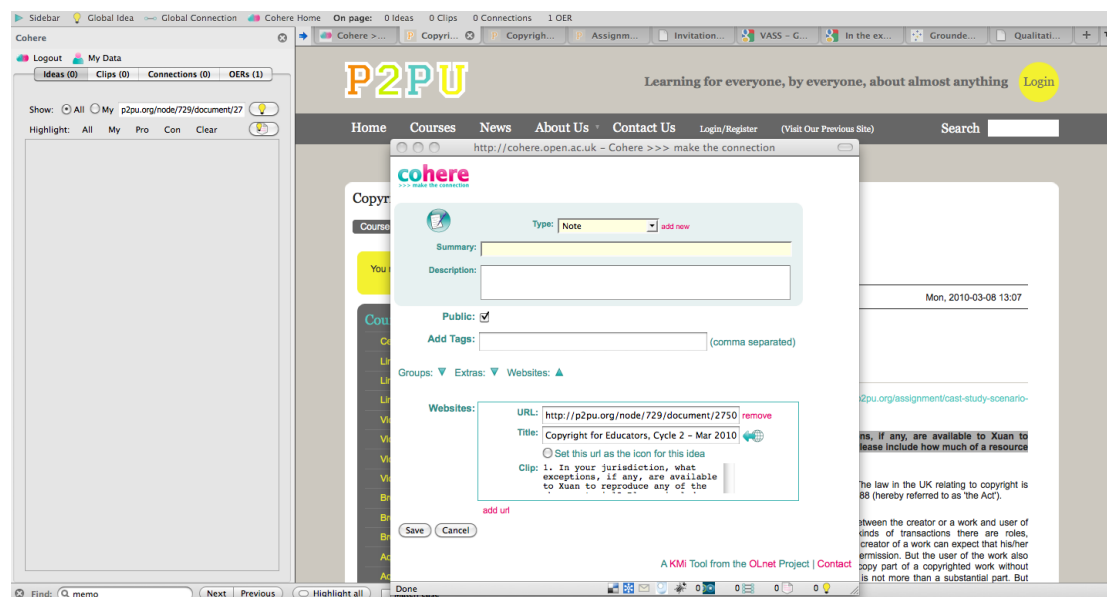 Sidebar Global Idea Global Connection Cohere Home On page: 0 Ideas 0 Clips 0 Connections 1 OER
Cohere
Cohere >... Copyri... Copyrigh... Assignm... Invitation... VASS – G... In the ex... Grounde... Qualitati...
Logout My Data
Ideas (0) Clips (0) Connections (0) OERs (1)
Show: All My p2pu.org/node/729/document/27
Highlight: All My Pro Con Clear
P2PU
Learning for everyone, by everyone, about almost anything
Login
Home Courses News About Us Contact Us Login/Register (Visit Our Previous Site) Search
http://cohere.open.ac.uk – Cohere >>> make the connection
cohere
>>> make the connection
Type: Note add new
Summary:
Description:
Public:
Add Tags: (comma separated)
Groups: Extras: Websites:
Websites:
URL: http://p2pu.org/node/729/document/2750 remove
Title: Copyright for Educators, Cycle 2 – Mar 2010
Set this url as the icon for this idea
Clip: 1. In your jurisdiction, what
exceptions, if any, are available
to Xuan to reproduce any of the
add url
Save Cancel
A KMi Tool from the OLnet Project | Contact
Done 0 0 0 0
Copyr
Course
You
Cou
Mon, 2010-03-08 13:07
p2pu.org/assignment/cast-study-scenario-
ns, if any, are available to Xuan to
lease include how much of a resource
he law in the UK relating to copyright is
88 (hereby referred to as 'the Act').
etween the creator or a work and user of
kinds of transactions there are roles,
creator of a work can expect that his/her
ermission. But the user of the work also
copy part of a copyrighted work without
is not more than a substantial part. But
Find: memo Next Previous Highlight all